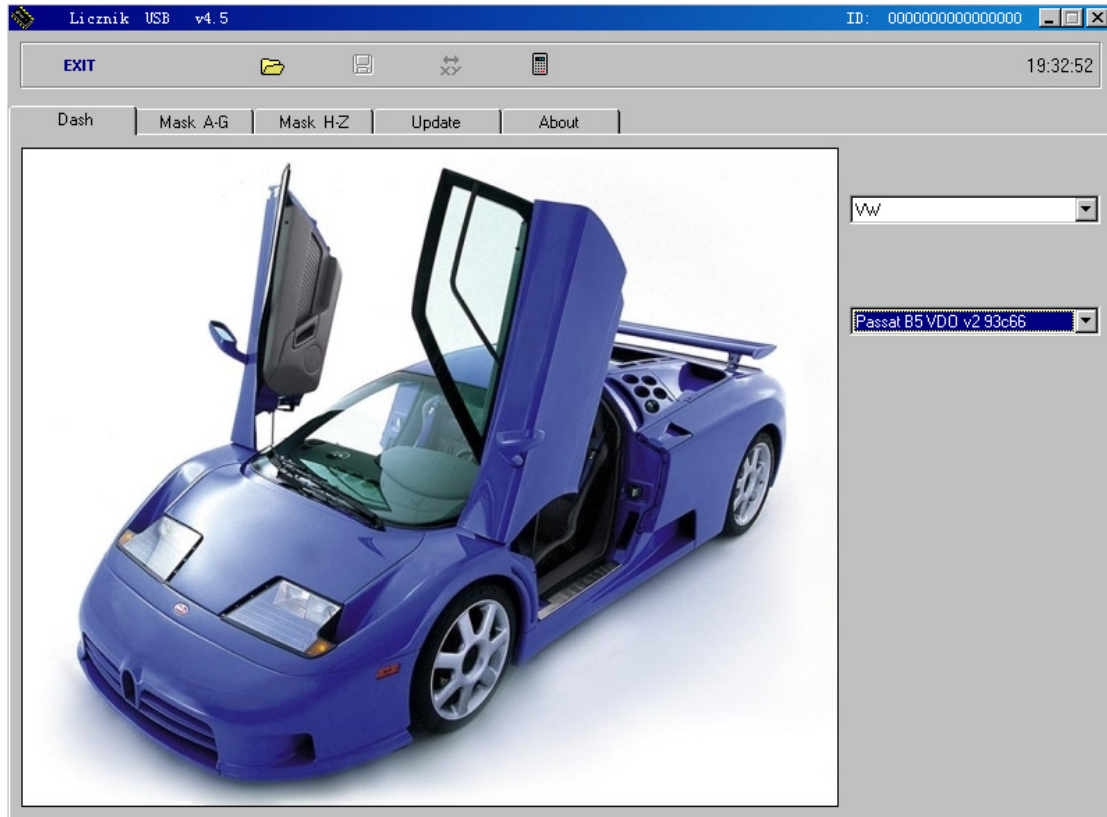 Licznik USB v4.5 ID: 0000000000000000
EXIT XY 19:32:52
Dash Mask A-G Mask H-Z Update About
VW
Passat B5 VDO v2 93c66